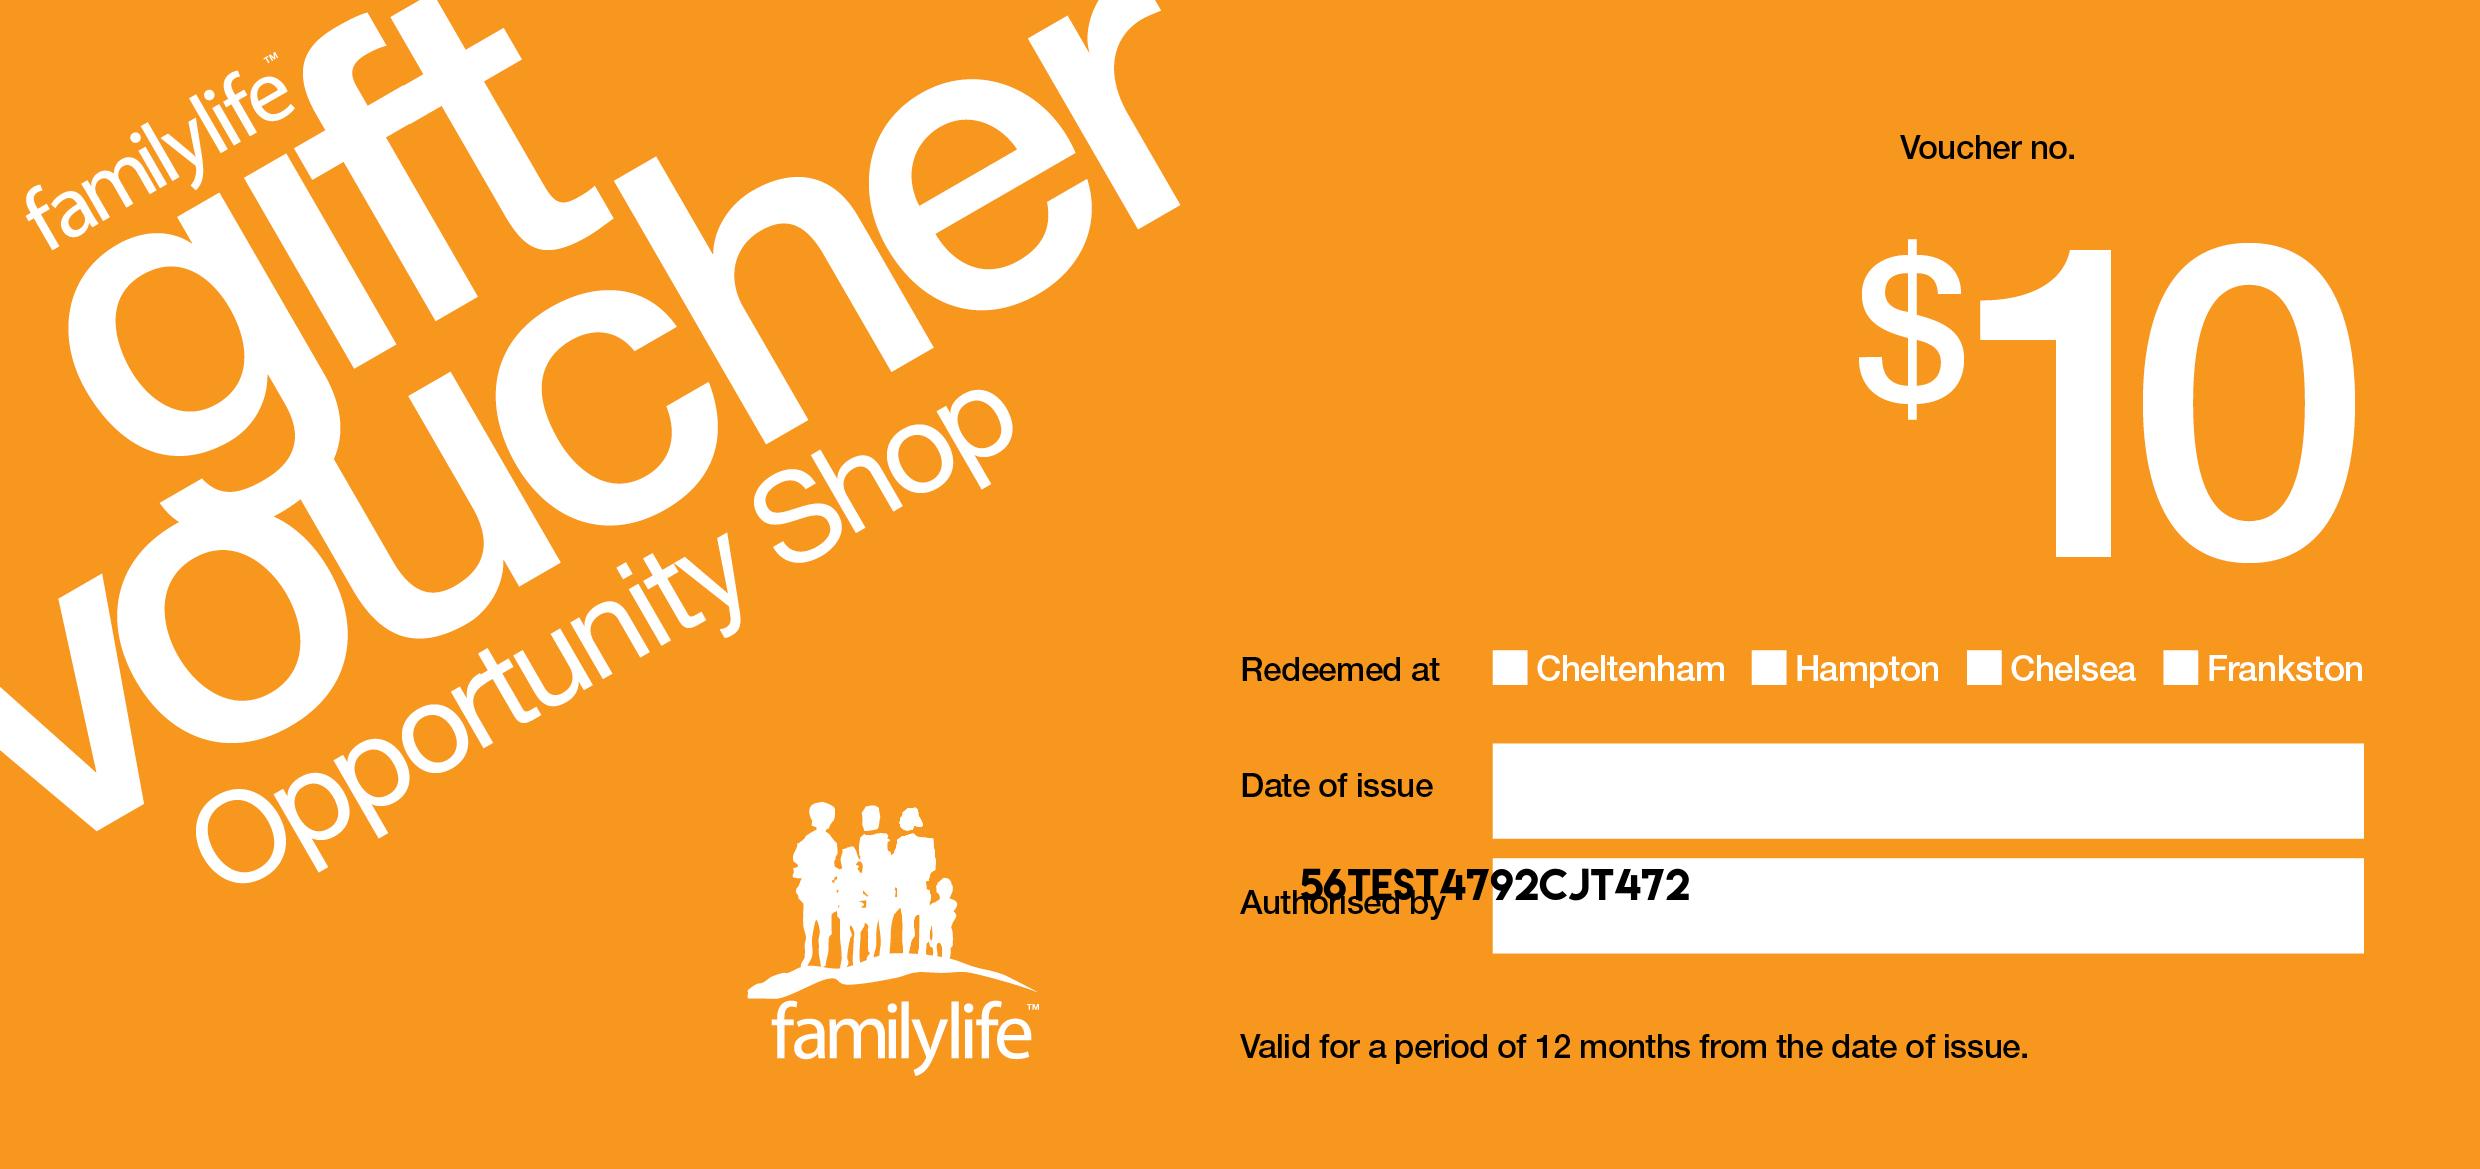 familylife™
gift
voucher
Opportunity Shop
Voucher no.
$10
Redeemed at Cheltenham Hampton Chelsea Frankston
Date of issue
56TEST4792CJT472
Authorised by
familylife™
Valid for a period of 12 months from the date of issue.